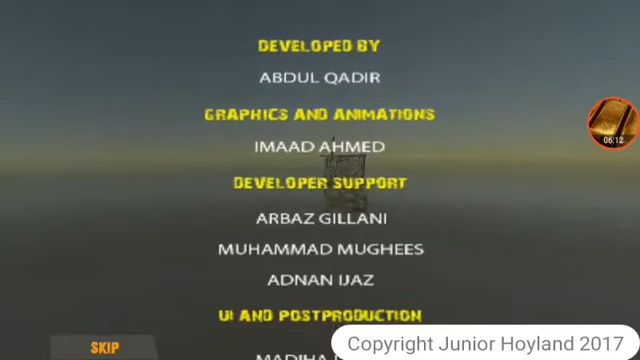 DEVELOPED BY
ABDUL QADIR
GRAPHICS AND ANIMATIONS
IMAAD AHMED
06:12
DEVELOPER SUPPORT
ARBAZ GILLANI
MUHAMMAD MUGHEES
ADNAN IJAZ
UI AND POSTPRODUCTION
SKIP
Copyright Junior Hoyland 2017
MADIHA